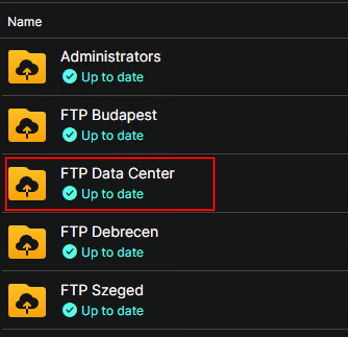 Name
Administrators
Up to date
FTP Budapest
Up to date
FTP Data Center
Up to date
FTP Debrecen
Up to date
FTP Szeged
Up to date